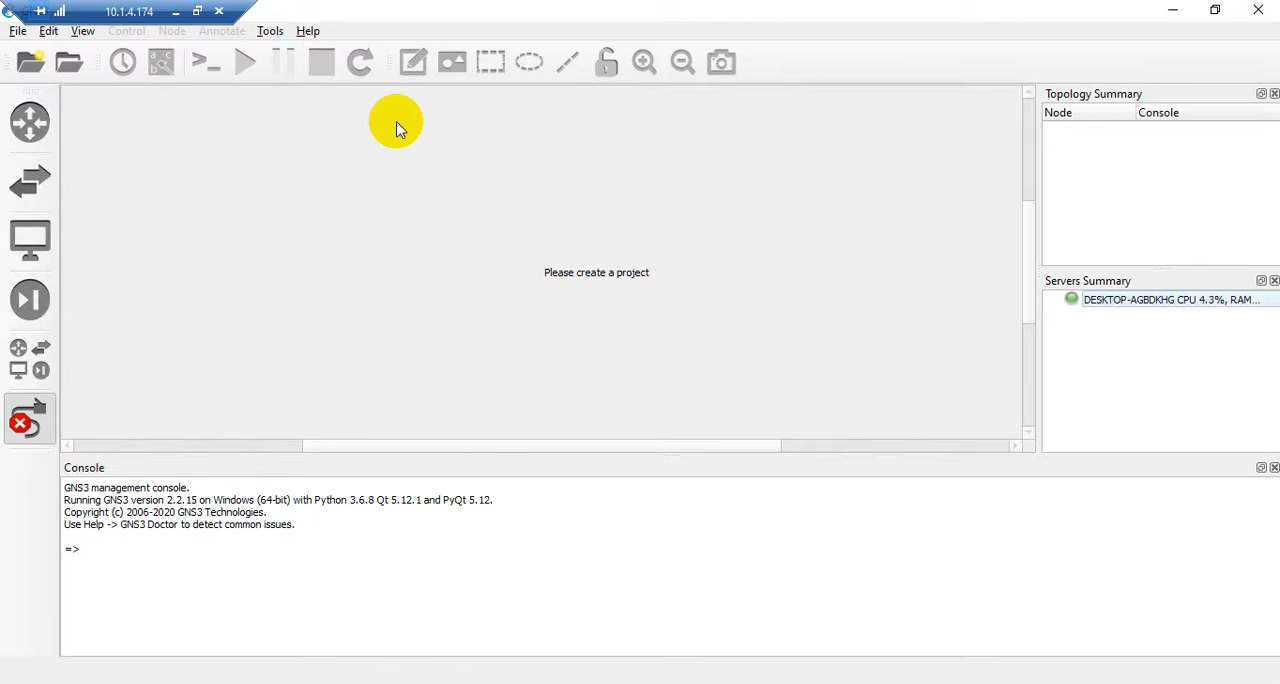 10.1.4.174
File Edit View Control Node Annotate Tools Help
Topology Summary
Node Console
Please create a project
Servers Summary
DESKTOP-AGBDKHG CPU 4.3%, RAM...
Console
GNS3 management console.
Running GNS3 version 2.2.15 on Windows (64-bit) with Python 3.6.8 Qt 5.12.1 and PyQt 5.12.
Copyright (c) 2006-2020 GNS3 Technologies.
Use Help -> GNS3 Doctor to detect common issues.
=>